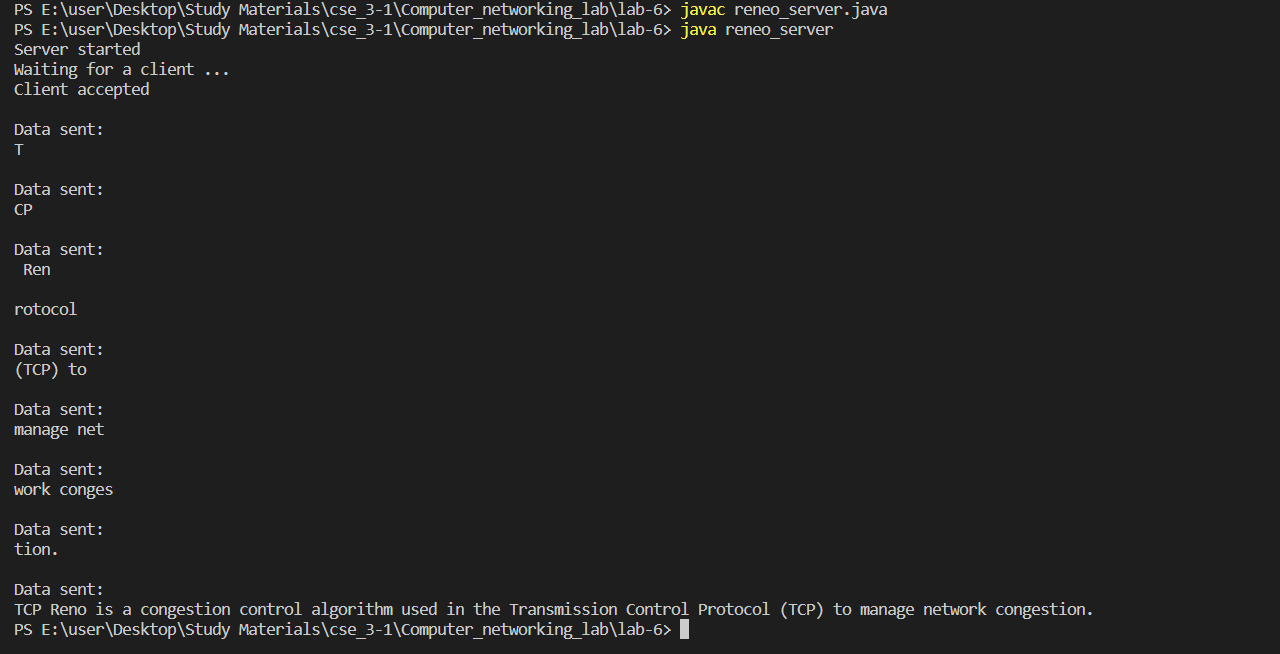 PS E:\user\Desktop\Study Materials\cse_3-1\Computer_networking_lab\lab-6> javac reneo_server.java
PS E:\user\Desktop\Study Materials\cse_3-1\Computer_networking_lab\lab-6> java reneo_server
Server started
Waiting for a client ...
Client accepted
Data sent:
T
Data sent:
CP
Data sent:
 Ren
rotocol
Data sent:
(TCP) to
Data sent:
manage net
Data sent:
work conges
Data sent:
tion.
Data sent:
TCP Reno is a congestion control algorithm used in the Transmission Control Protocol (TCP) to manage network congestion.
PS E:\user\Desktop\Study Materials\cse_3-1\Computer_networking_lab\lab-6>